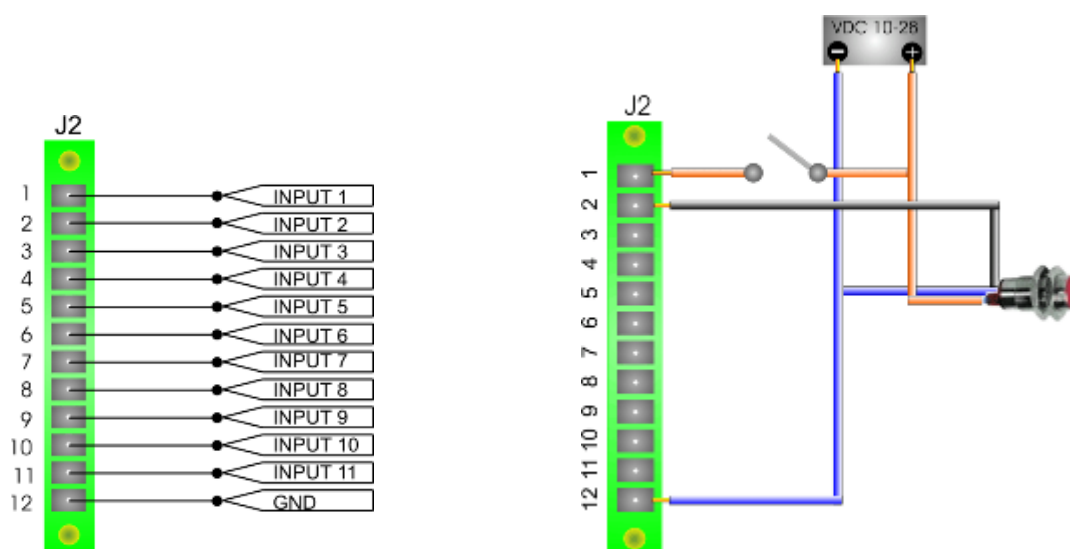 J2
1 INPUT 1
2 INPUT 2
3 INPUT 3
4 INPUT 4
5 INPUT 5
6 INPUT 6
7 INPUT 7
8 INPUT 8
9 INPUT 9
10 INPUT 10
11 INPUT 11
12 GND
VDC 10-28
J2
1
2
3
4
5
6
7
8
9
10
11
12